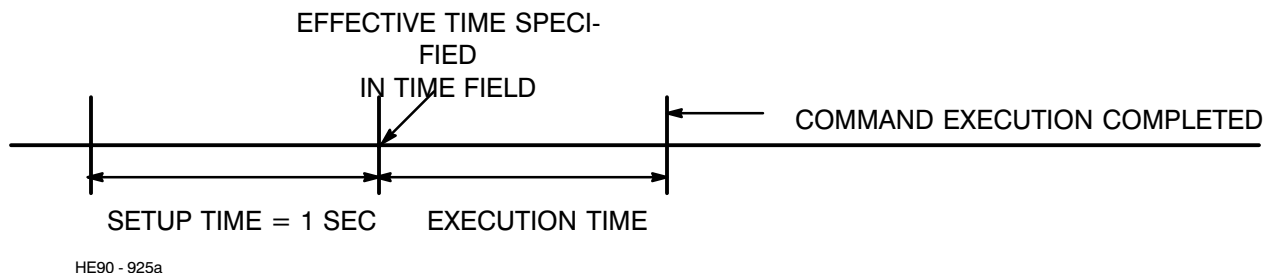 EFFECTIVE TIME SPECI-
FIED
IN TIME FIELD
COMMAND EXECUTION COMPLETED
SETUP TIME = 1 SEC
EXECUTION TIME
HE90 - 925a